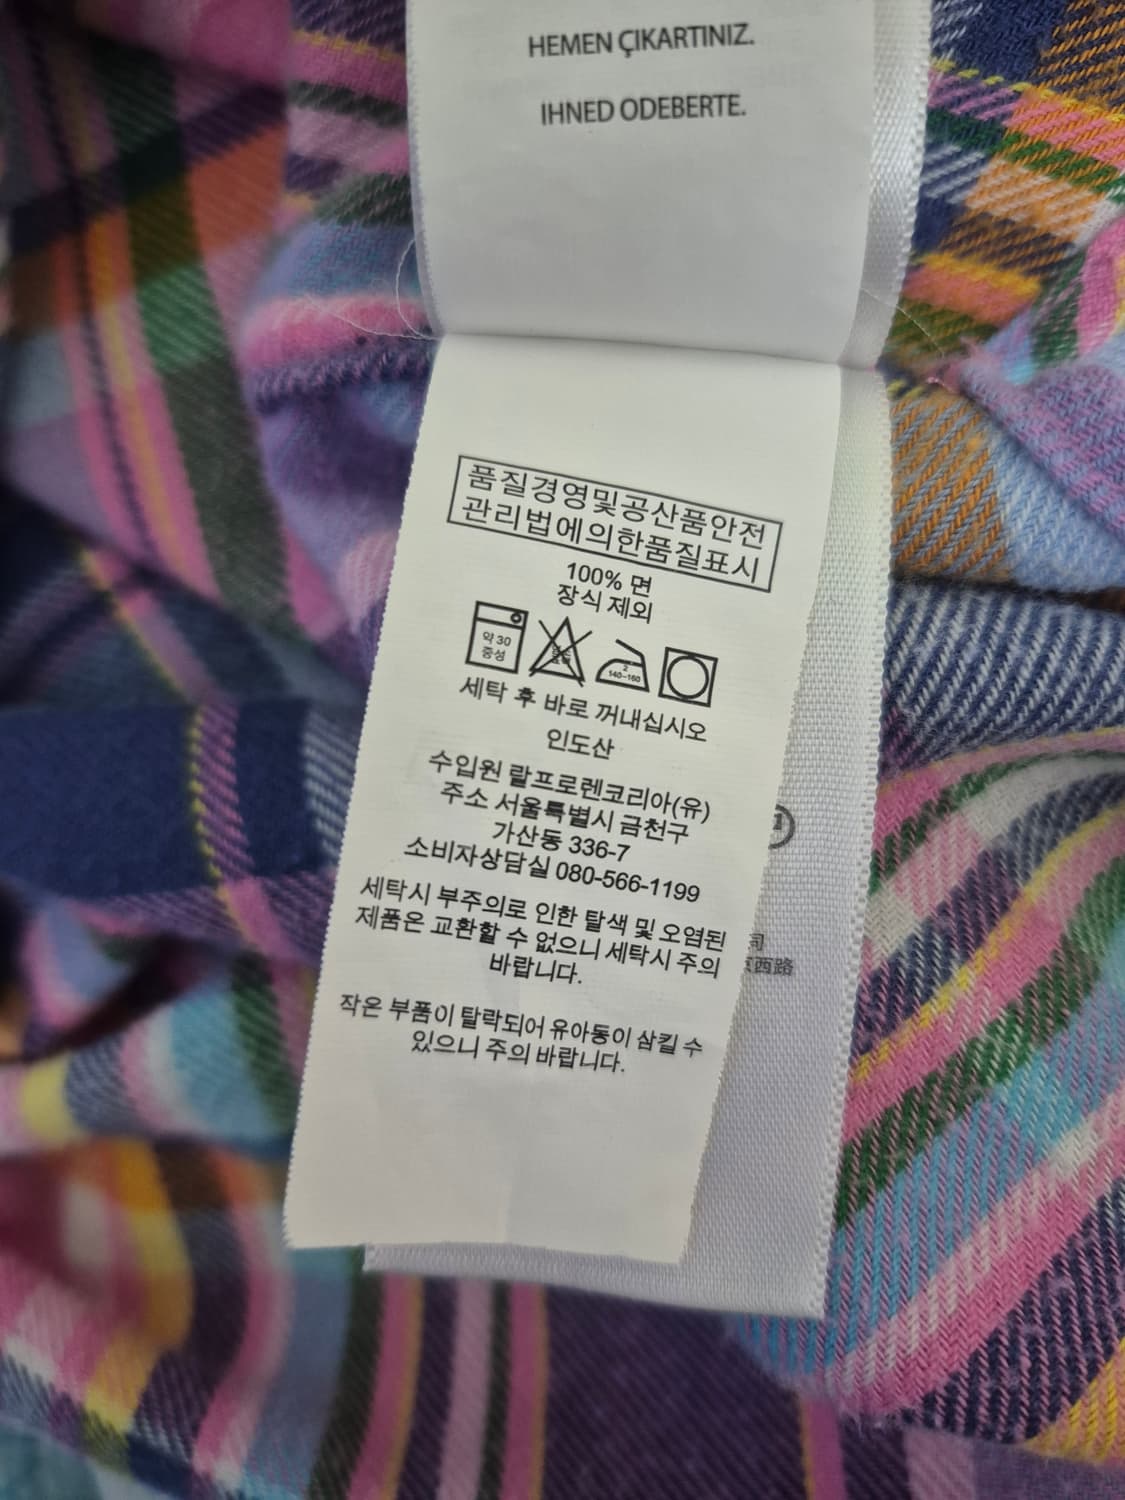 HEMEN ÇIKARTINIZ.
IHNED ODEBERTE.
품질경영및공산품안전
관리법에의한품질표시
100% 면
장식 제외
약 30
중성
2
140~160
세탁 후 바로 꺼내십시오
인도산
수입원 랄프로렌코리아(유)
주소 서울특별시 금천구
가산동 336-7
소비자상담실 080-566-1199
세탁시 부주의로 인한 탈색 및 오염된
제품은 교환할 수 없으니 세탁시 주의
바랍니다.
작은 부품이 탈락되어 유아동이 삼킬 수
있으니 주의 바랍니다.
司
西路